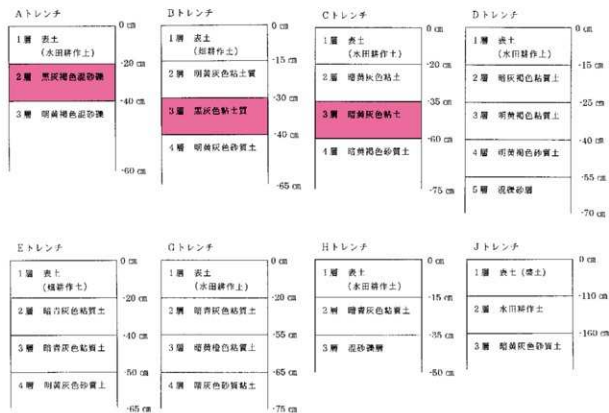 Aトレンチ
0 cm
1層 表土
(水田耕作土)
-20 cm
2層 黒灰褐色混砂礫
-40 cm
3層 明黄褐色混砂礫
-60 cm
Bトレンチ
0 cm
1層 表土
(畑耕作土)
-15 cm
2層 明黄灰色粘土質
-30 cm
3層 黒灰色粘土質
-40 cm
4層 明黄灰色砂質土
-65 cm
Cトレンチ
0 cm
1層 表土
(水田耕作土)
-20 cm
2層 暗黄灰色粘土
-35 cm
3層 暗黄灰色粘土
-60 cm
4層 暗黄褐色砂質土
-75 cm
Dトレンチ
0 cm
1層 表土
(水田耕作土)
-15 cm
2層 暗灰褐色粘質土
-25 cm
3層 明黄褐色粘質土
-40 cm
4層 明黄褐色砂質土
-55 cm
5層 混礫砂層
-70 cm
Eトレンチ
0 cm
1層 表土
(畑耕作土)
-20 cm
2層 暗青灰色粘質土
-40 cm
3層 暗青灰色粘質土
-50 cm
4層 明黄灰色砂質土
-65 cm
Gトレンチ
0 cm
1層 表土
(水田耕作土)
-20 cm
2層 暗青灰色粘質土
-55 cm
3層 暗黄橙色粘質土
-65 cm
4層 暗灰色砂質粘土
-75 cm
Hトレンチ
0 cm
1層 表土
(水田耕作土)
-15 cm
2層 暗青灰色粘質土
-35 cm
3層 混砂礫層
-50 cm
Jトレンチ
0 cm
1層 表土(盛土)
-110 cm
2層 水田耕作土
-160 cm
3層 暗黄灰色砂質土